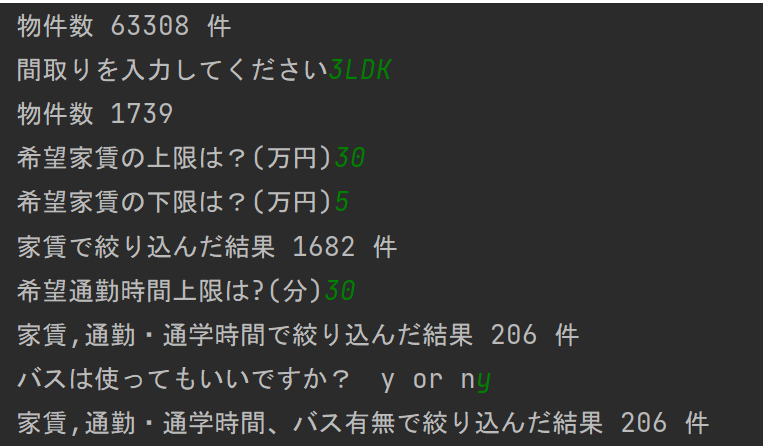 物件数 63308 件
間取りを入力してください3LDK
物件数 1739
希望家賃の上限は？(万円)30
希望家賃の下限は？(万円)5
家賃で絞り込んだ結果 1682 件
希望通勤時間上限は?(分)30
家賃,通勤・通学時間で絞り込んだ結果 206 件
バスは使ってもいいですか？　y or ny
家賃,通勤・通学時間、バス有無で絞り込んだ結果 206 件